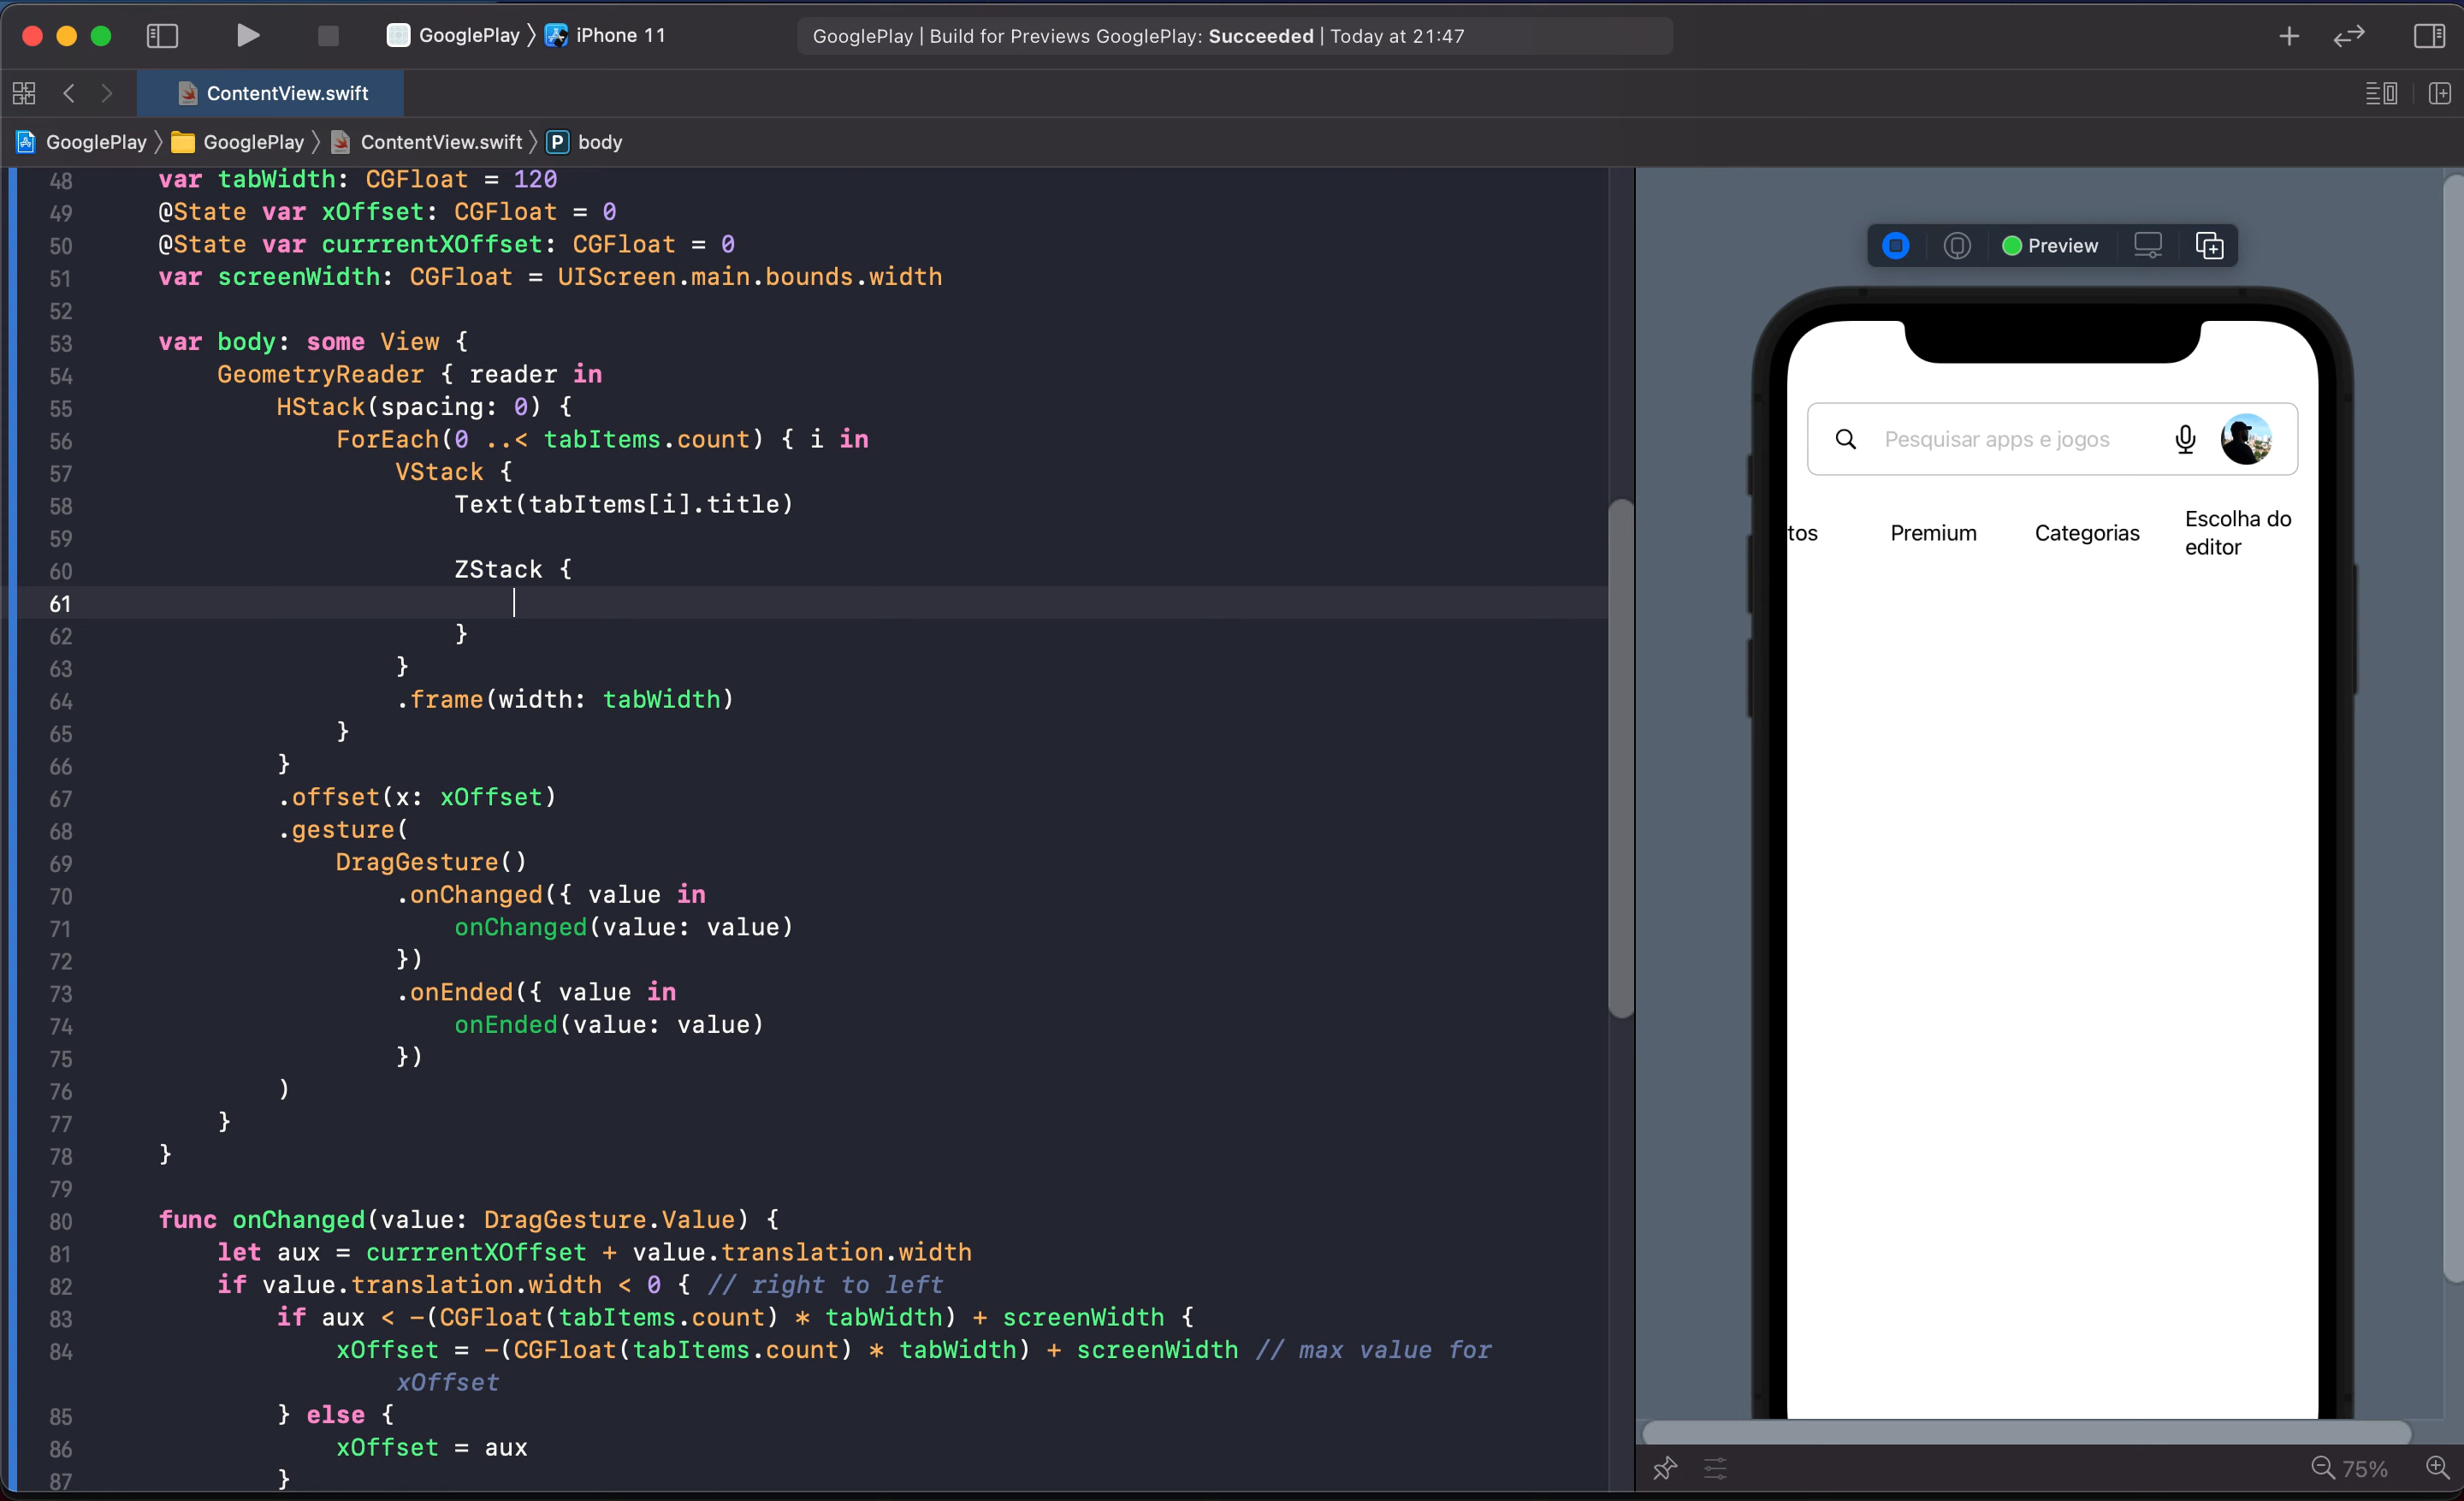 GooglePlay 〉 iPhone 11
GooglePlay | Build for Previews GooglePlay: Succeeded | Today at 21:47
ContentView.swift
GooglePlay 〉 GooglePlay 〉 ContentView.swift 〉 P body
48 var tabWidth: CGFloat = 120
49 @State var xOffset: CGFloat = 0
50 @State var currrentXOffset: CGFloat = 0
51 var screenWidth: CGFloat = UIScreen.main.bounds.width
52
53 var body: some View {
54 GeometryReader { reader in
55 HStack(spacing: 0) {
56 ForEach(0 ..< tabItems.count) { i in
57 VStack {
58 Text(tabItems[i].title)
59
60 ZStack {
61
62 }
63 }
64 .frame(width: tabWidth)
65 }
66 }
67 .offset(x: xOffset)
68 .gesture(
69 DragGesture()
70 .onChanged({ value in
71 onChanged(value: value)
72 })
73 .onEnded({ value in
74 onEnded(value: value)
75 })
76 )
77 }
78 }
79
80 func onChanged(value: DragGesture.Value) {
81 let aux = currrentXOffset + value.translation.width
82 if value.translation.width < 0 { // right to left
83 if aux < -(CGFloat(tabItems.count) * tabWidth) + screenWidth {
84 xOffset = -(CGFloat(tabItems.count) * tabWidth) + screenWidth // max value for
xOffset
85 } else {
86 xOffset = aux
87 }
Preview
Pesquisar apps e jogos
tos
Premium
Categorias
Escolha do
editor
75%